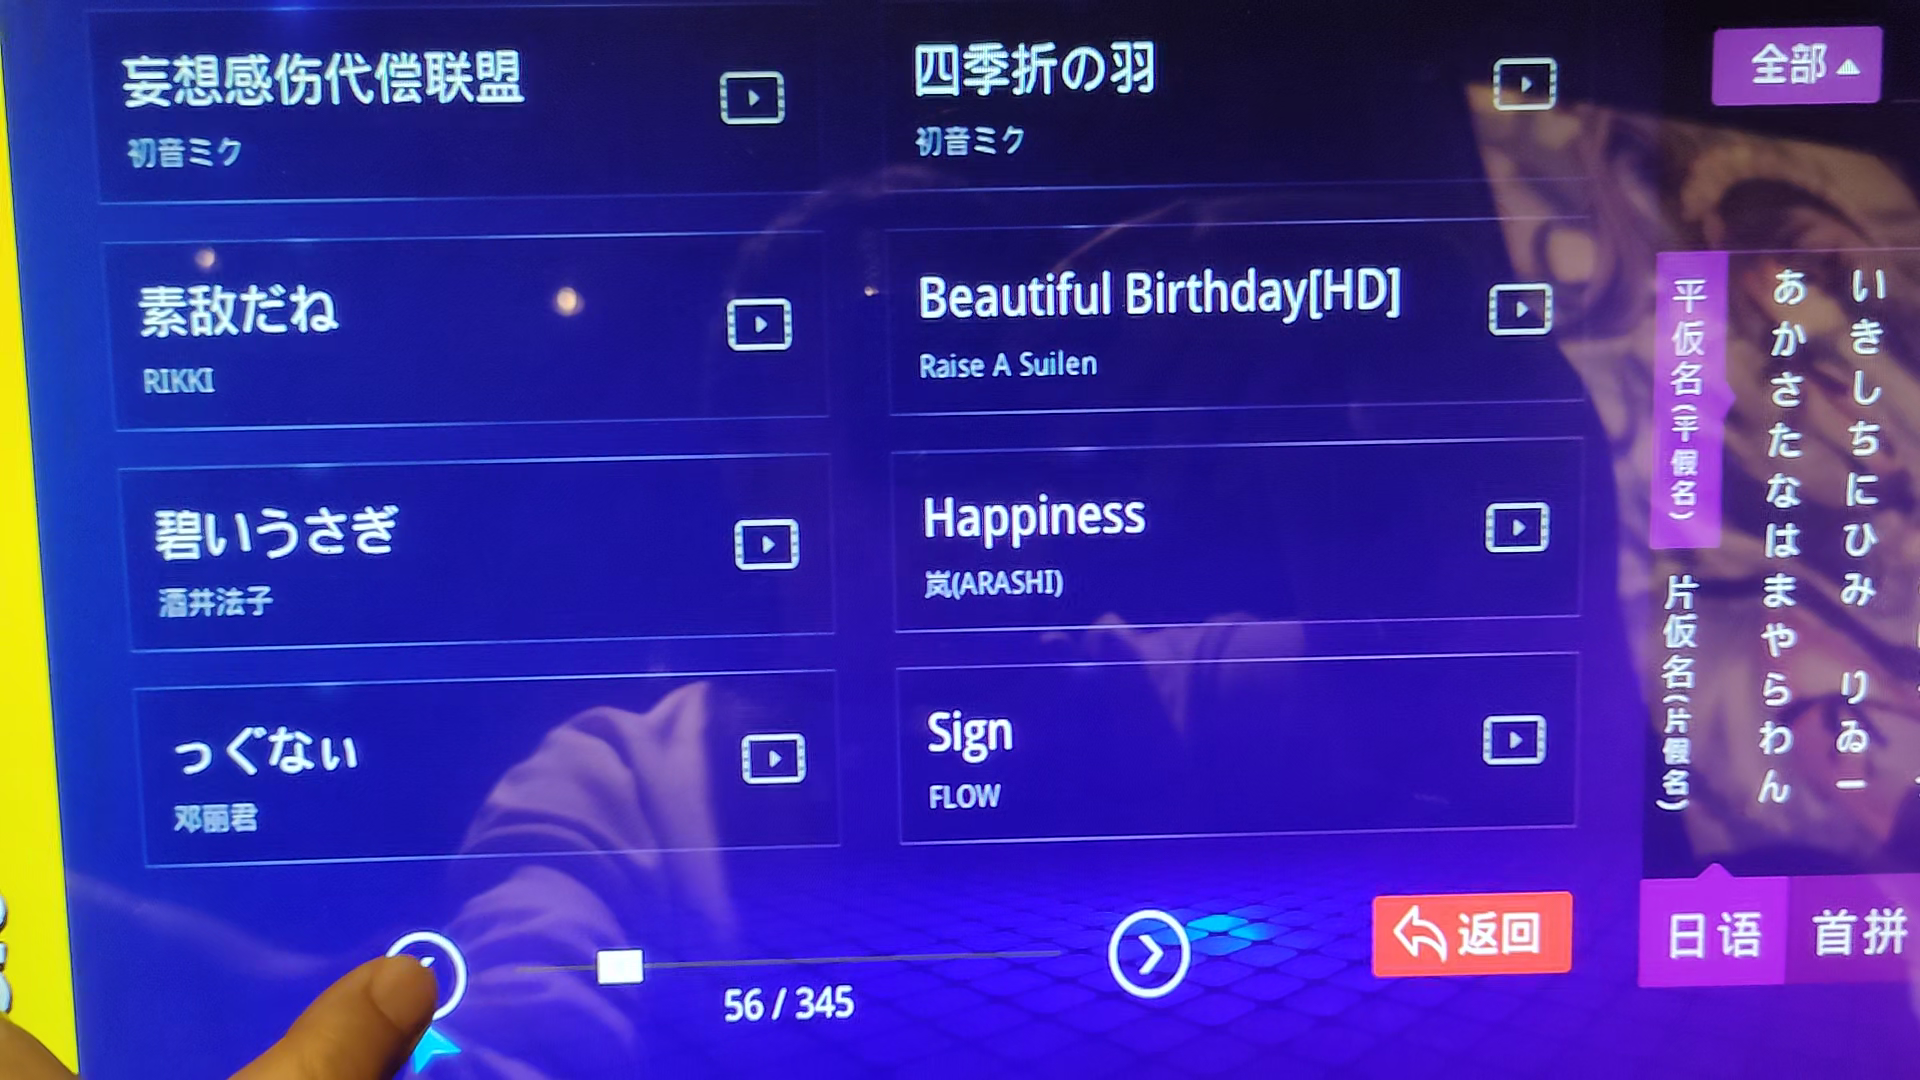 妄想感伤代偿联盟
初音ミク
四季折の羽
初音ミク
素敌だね
RIKKI
Beautiful Birthday[HD]
Raise A Suilen
碧いうさぎ
酒井法子
Happiness
岚(ARASHI)
っぐない
邓丽君
Sign
FLOW
56 / 345
返回
全部
平仮名(平假名)
片仮名(片假名)
あかさたなはまやらわん
いきしちにひみ りゐー
日语
首拼